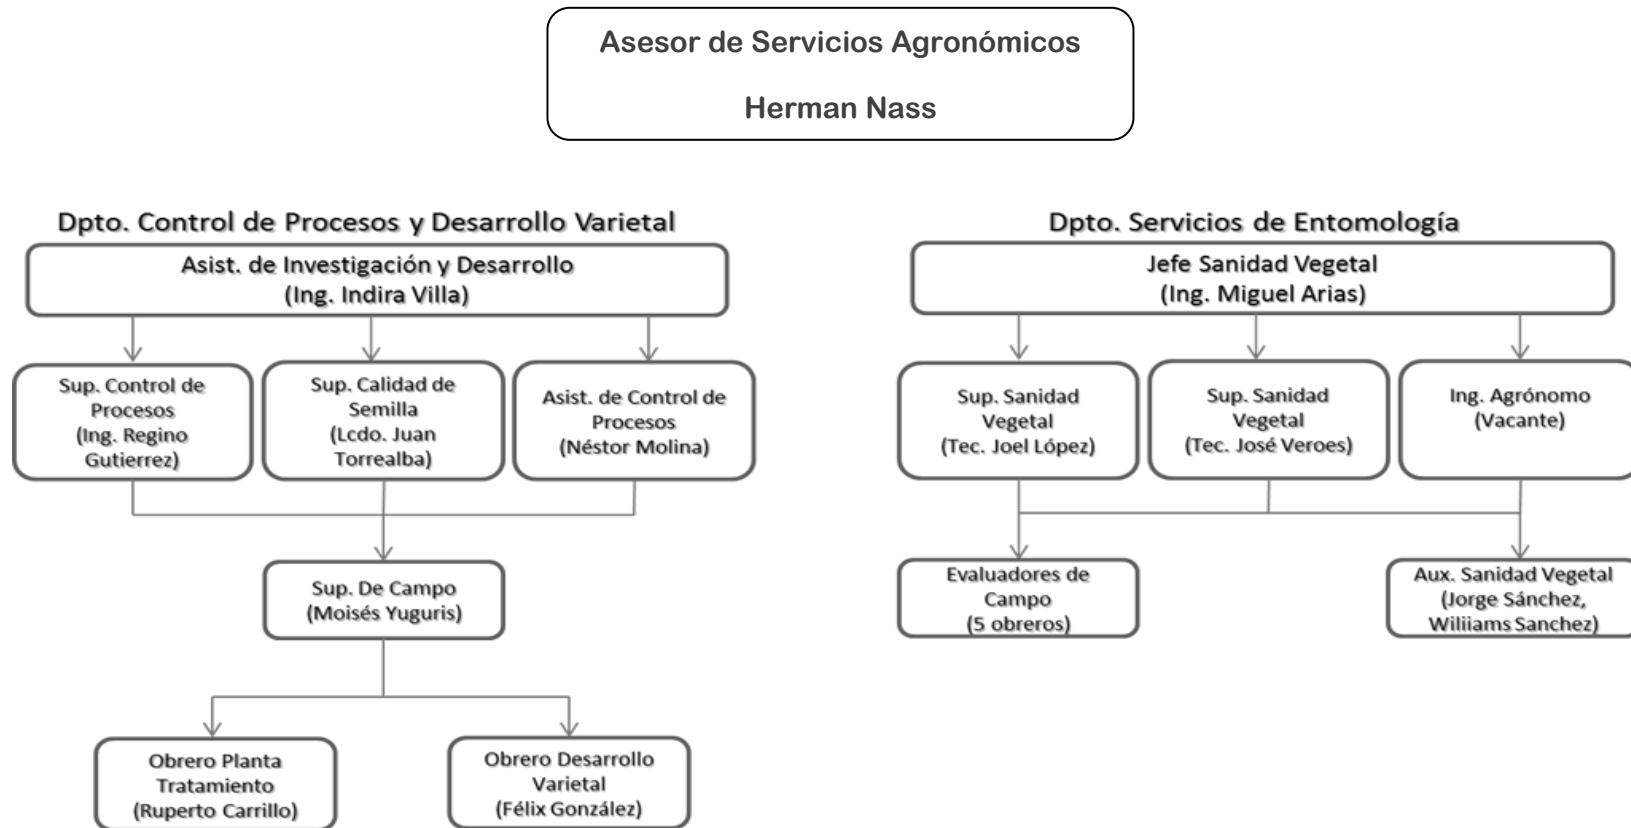 Asesor de Servicios Agronómicos
Herman Nass
Dpto. Control de Procesos y Desarrollo Varietal
Asist. de Investigación y Desarrollo
(Ing. Indira Villa)
Sup. Control de
Procesos
(Ing. Regino
Gutierrez)
Sup. Calidad de
Semilla
(Lcdo. Juan
Torrealba)
Asist. de Control de
Procesos
(Néstor Molina)
Sup. De Campo
(Moisés Yuguris)
Obrero Planta
Tratamiento
(Ruperto Carrillo)
Obrero Desarrollo
Varietal
(Félix González)
Dpto. Servicios de Entomología
Jefe Sanidad Vegetal
(Ing. Miguel Arias)
Sup. Sanidad
Vegetal
(Tec. Joel López)
Sup. Sanidad
Vegetal
(Tec. José Veroes)
Ing. Agrónomo
(Vacante)
Evaluadores de
Campo
(5 obreros)
Aux. Sanidad Vegetal
(Jorge Sánchez,
Wiliiams Sanchez)